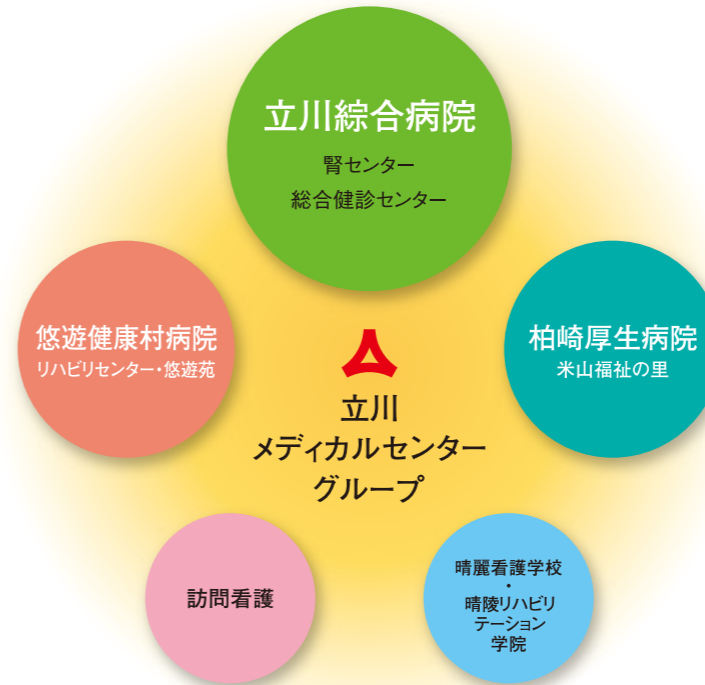 立川綜合病院
腎センター
総合健診センター
悠遊健康村病院
リハビリセンター・悠遊苑
柏崎厚生病院
米山福祉の里
立川
メディカルセンター
グループ
訪問看護
晴麗看護学校
・
晴陵リハビリ
テーション
学院